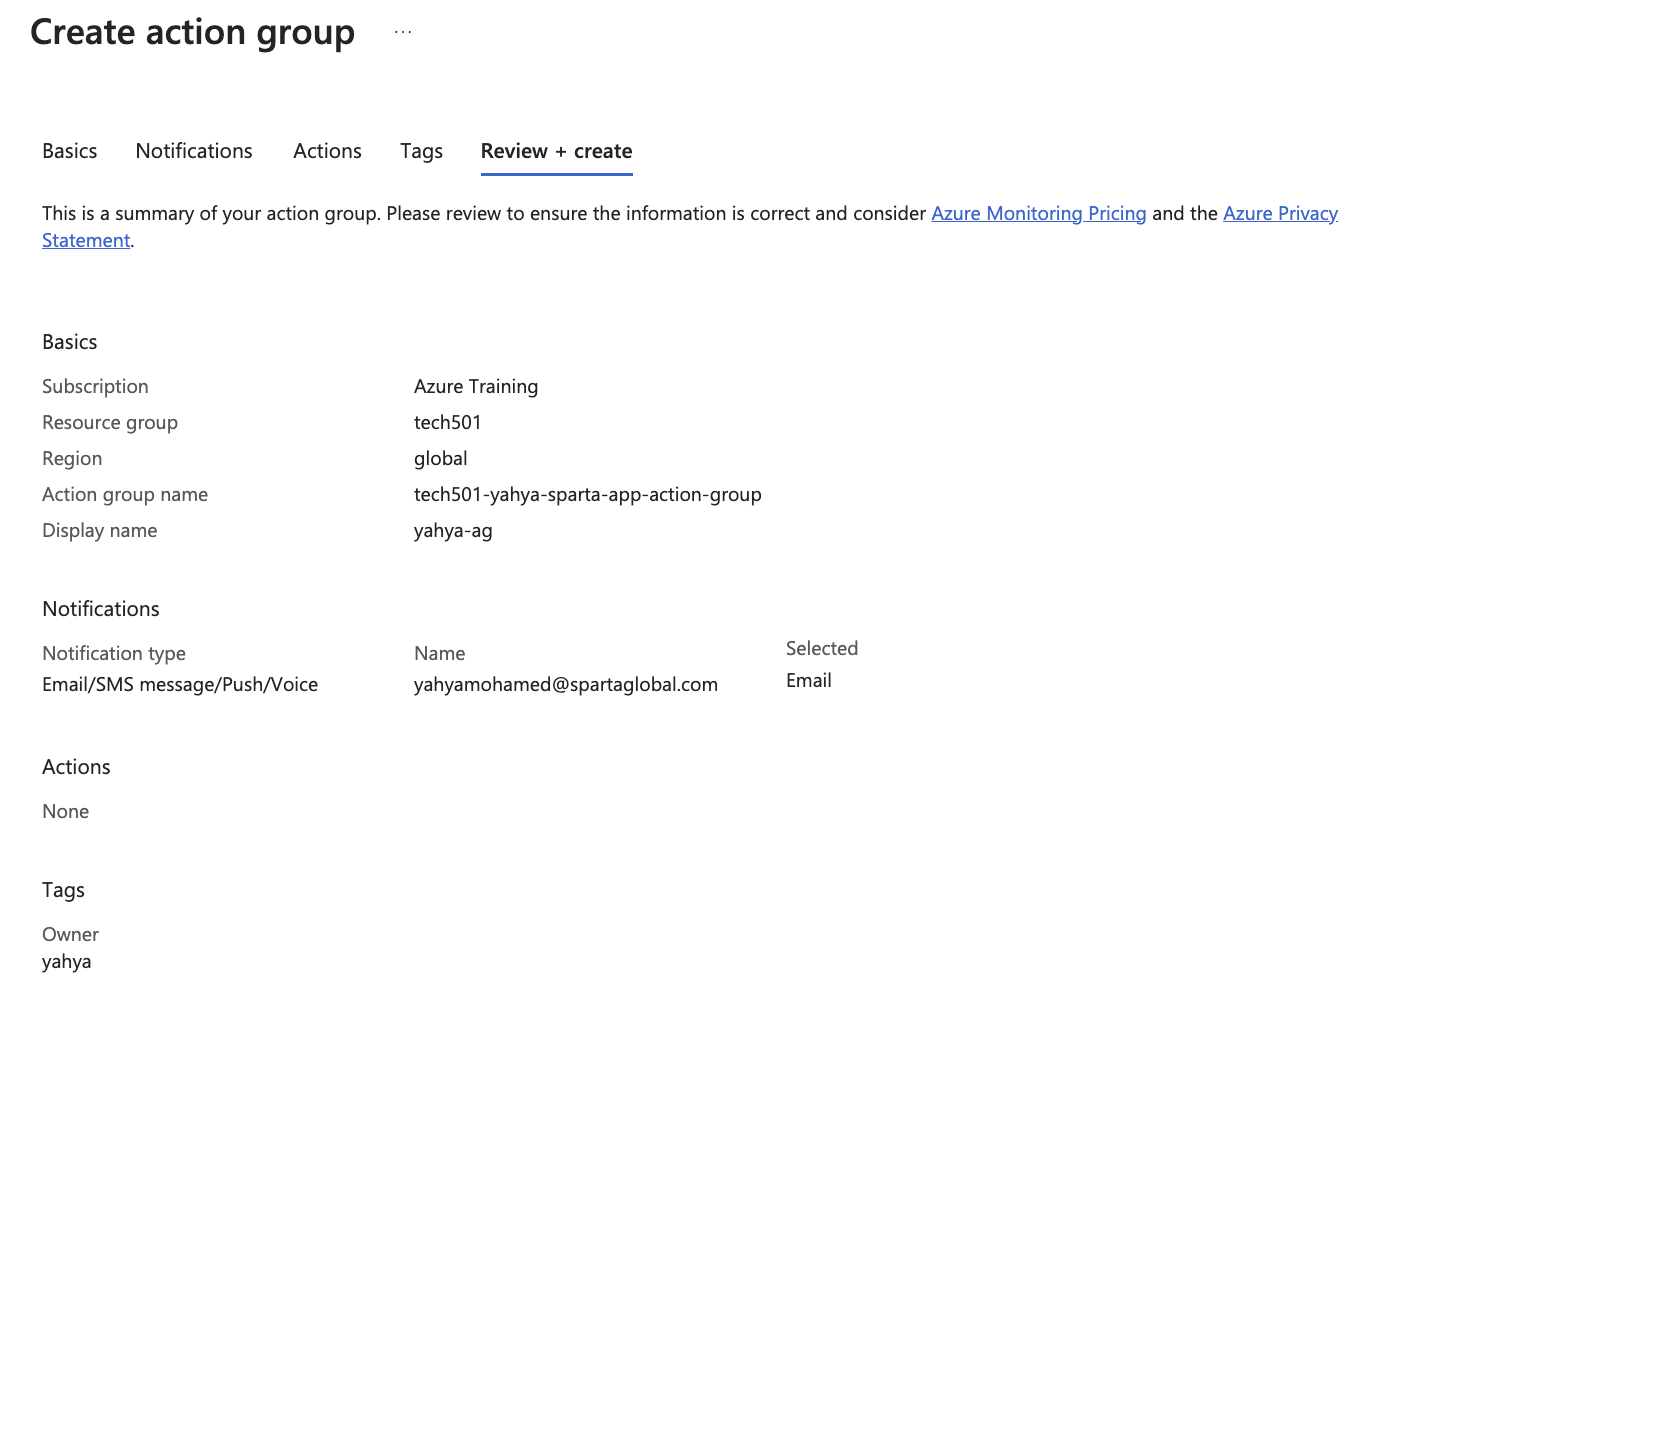 Create action group ...
Basics Notifications Actions Tags Review + create
This is a summary of your action group. Please review to ensure the information is correct and consider Azure Monitoring Pricing and the Azure Privacy
Statement.
Basics
Subscription Azure Training
Resource group tech501
Region global
Action group name tech501-yahya-sparta-app-action-group
Display name yahya-ag
Notifications
Notification type Name Selected
Email/SMS message/Push/Voice yahyamohamed@spartaglobal.com Email
Actions
None
Tags
Owner
yahya